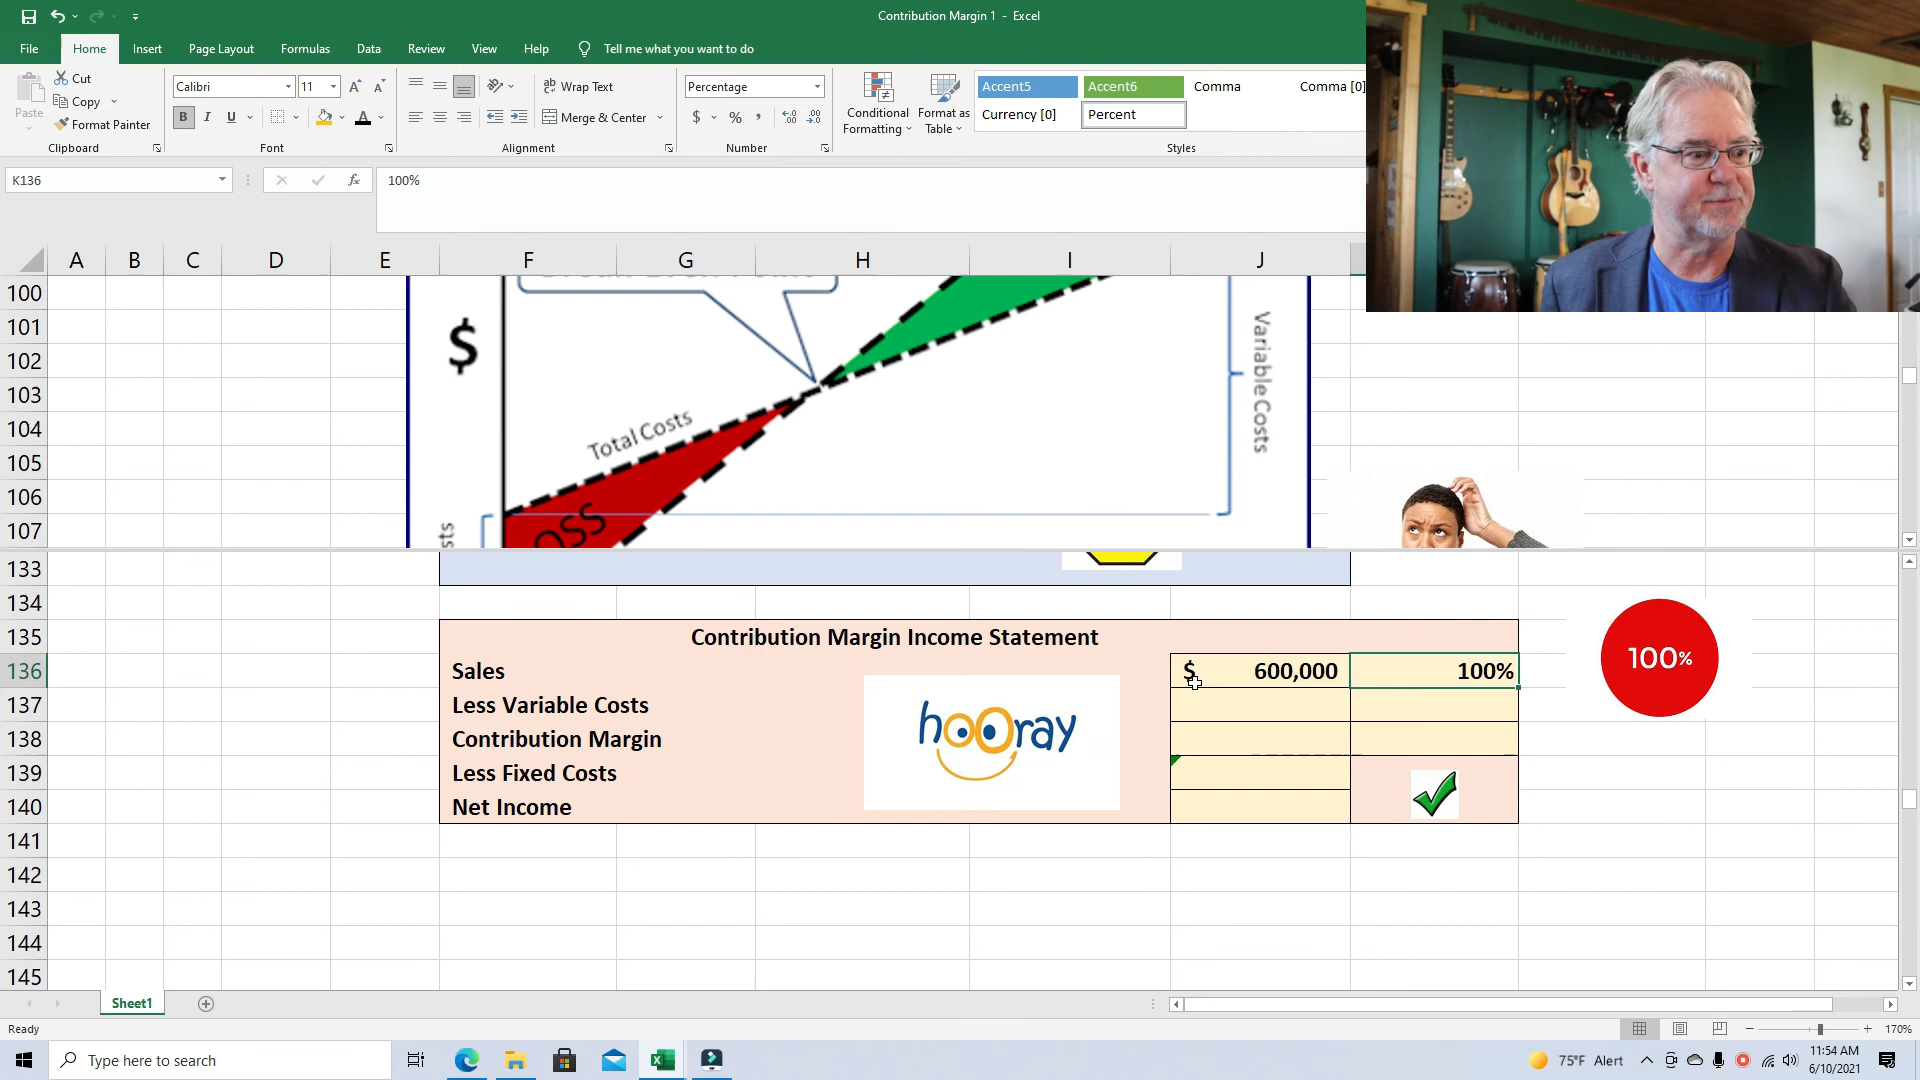 Contribution Margin 1 - Excel
File Home Insert Page Layout Formulas Data Review View Help Tell me what you want to do
Paste
Cut
Copy
Format Painter
Clipboard
Calibri 11
B I U
Font
Wrap Text
Merge & Center
Alignment
Percentage
$ % ,
Number
Conditional Formatting
Format as Table
Accent5 Accent6 Comma Comma [0]
Currency [0] Percent
Styles
K136 fx 100%
A B C D E F G H I J
100
101
102
103
104
105
106
107
$
Total Costs
Variable Costs
133
134
135 Contribution Margin Income Statement
136 Sales $ 600,000 100%
137 Less Variable Costs
138 Contribution Margin
139 Less Fixed Costs
140 Net Income
hooray
100%
141
142
143
144
145
Sheet1
Ready
170%
Type here to search
75°F Alert
11:54 AM
6/10/2021